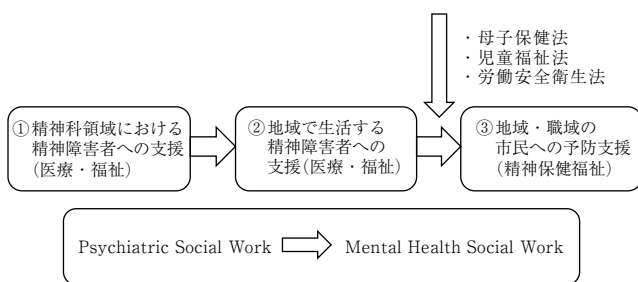 ・母子保健法
・児童福祉法
・労働安全衛生法
①精神科領域における
精神障害者への支援
(医療・福祉)
②地域で生活する
精神障害者への
支援(医療・福祉)
③地域・職域の
市民への予防支援
(精神保健福祉)
Psychiatric Social Work
Mental Health Social Work